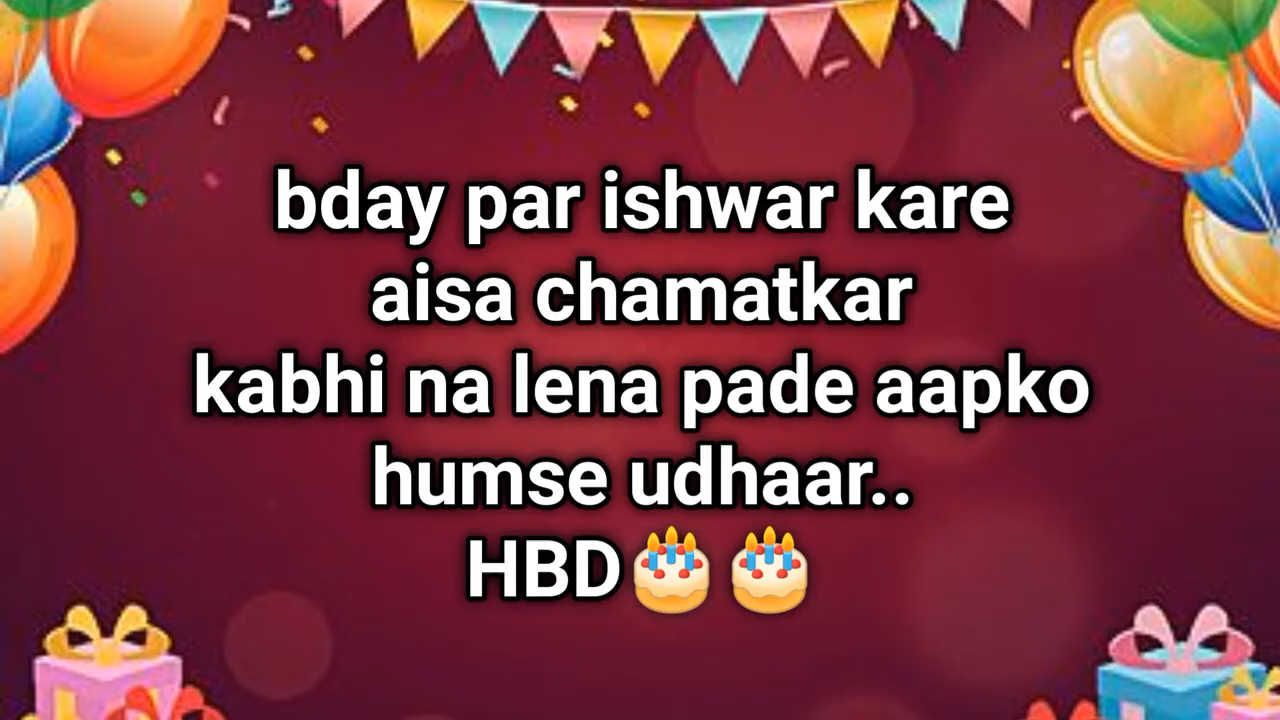 bday par ishwar kare
aisa chamatkar
kabhi na lena pade aapko
humse udhaar..
HBD🎂 🎂